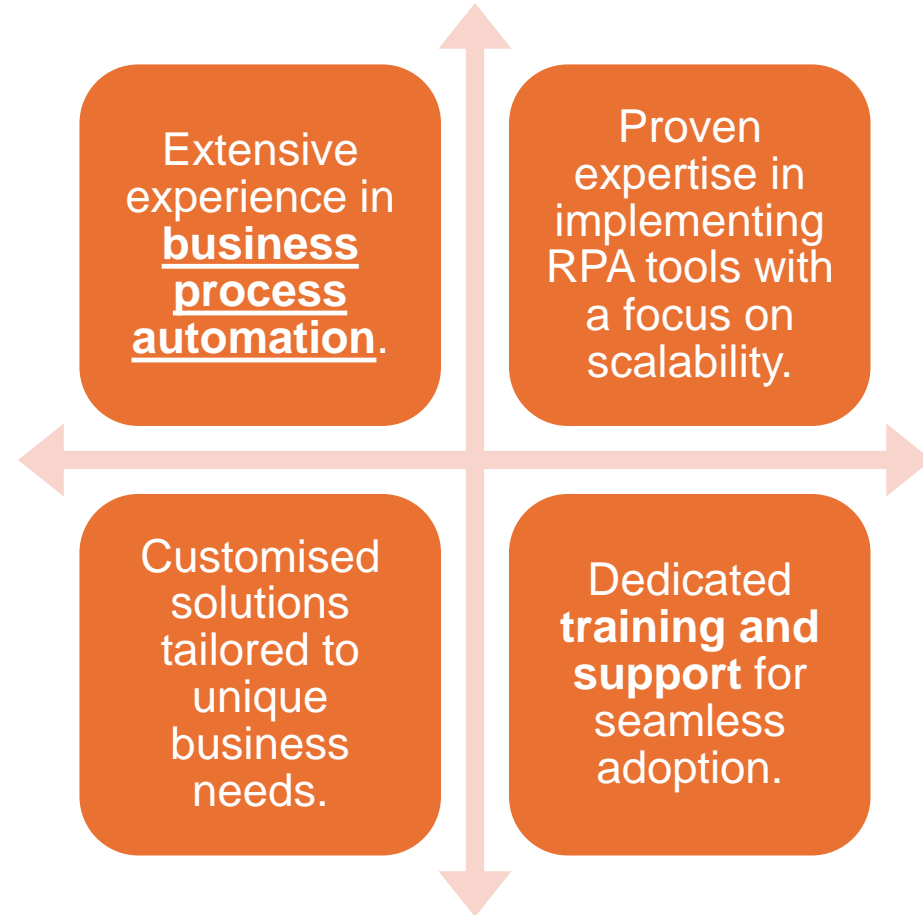 Extensive
experience in
business
process
automation.
Proven
expertise in
implementing
RPA tools with
a focus on
scalability.
Customised
solutions
tailored to
unique
business
needs.
Dedicated
training and
support for
seamless
adoption.